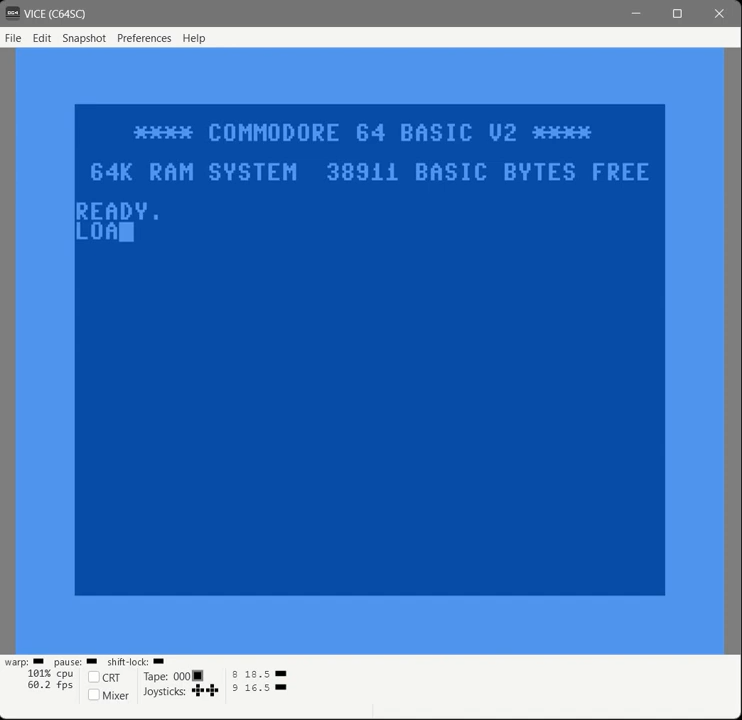 VICE (C64SC)
File Edit Snapshot Preferences Help
**** COMMODORE 64 BASIC V2 ****
64K RAM SYSTEM 38911 BASIC BYTES FREE
READY.
LOA
warp: pause: shift-lock:
101% cpu
60.2 fps
CRT
Mixer
Tape: 000
Joysticks:
8 18.5
9 16.5